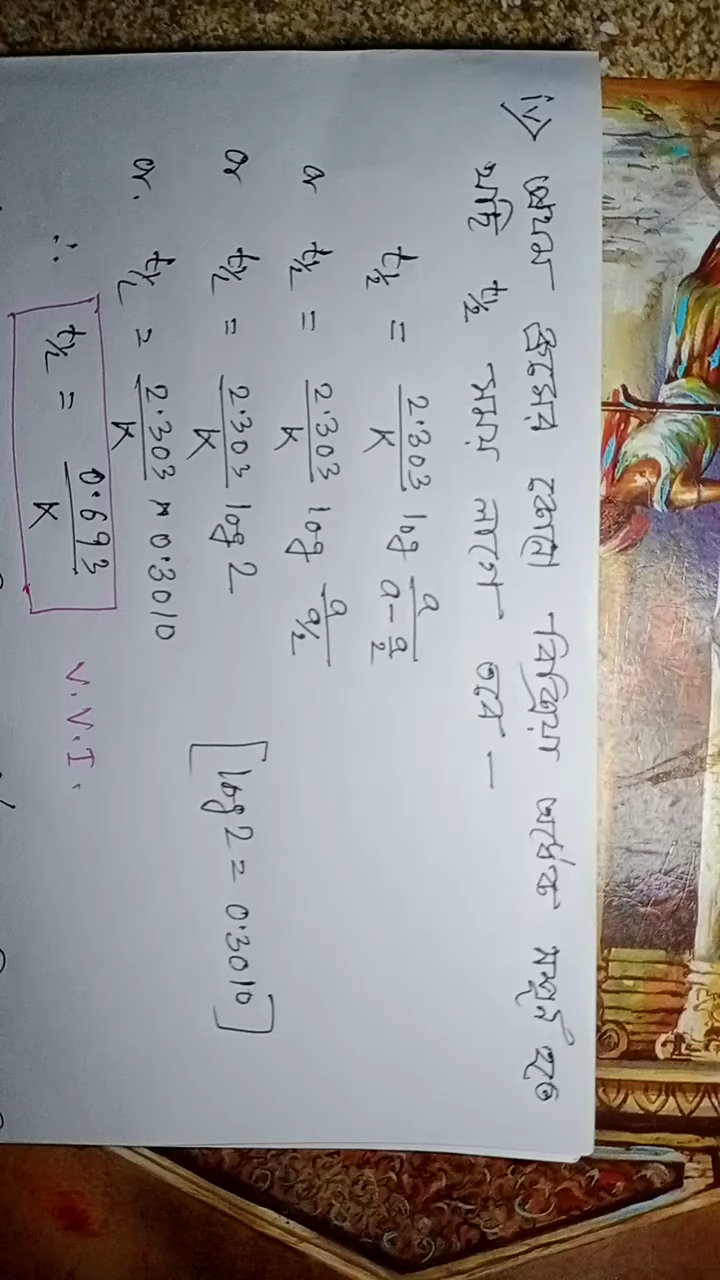 iv) প্রথম ক্রমের কোনো বিক্রিয়া অর্ধেক সম্পূর্ন হতে
যদি t½ সময় লাগে তবে —
t½ = 2.303/K log a/(a - a/2)
or t½ = 2.303/K log a/(a/2)
or t½ = 2.303/K log 2 [log 2 = 0.3010]
or. t½ = 2.303/K × 0.3010
∴ t½ = 0.693/K V.V.I.